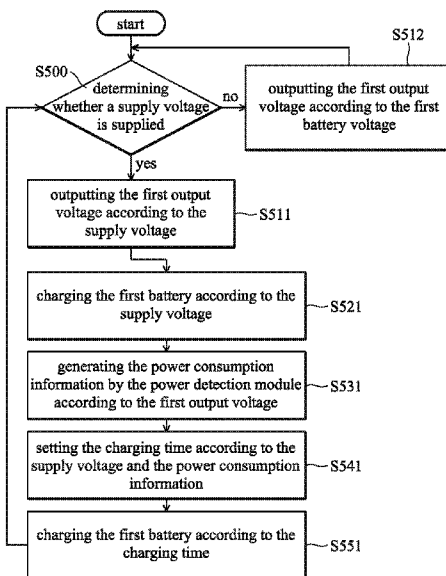 start
S512
S500
determining
whether a supply voltage
is supplied
no
outputting the first output
voltage according to the first
battery voltage
yes
outputting the first output
voltage according to the
supply voltage
S511
charging the first battery according to the
supply voltage
S521
generating the power consumption
information by the power detection module
according to the first output voltage
S531
setting the charging time according to the
supply voltage and the power consumption
information
S541
charging the first battery according to the
charging time
S551